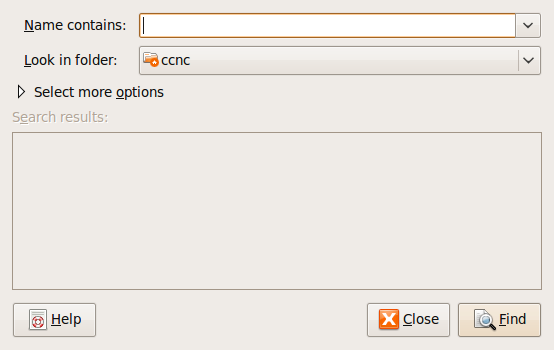 Name contains:
Look in folder:
ccnc
Select more options
Search results:
Help
Close
Find